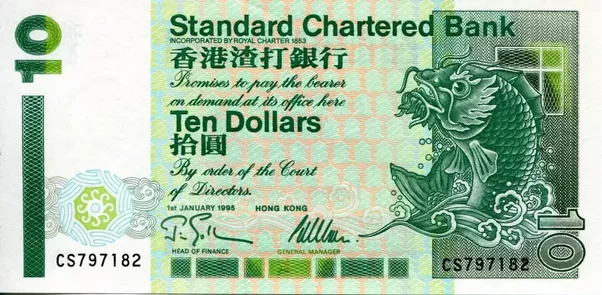 10
Standard Chartered Bank
INCORPORATED BY ROYAL CHARTER 1853
香港渣打銀行
Promises to pay the bearer
on demand at its office here
Ten Dollars
拾圓
By order of the Court
of Directors.
1st JANUARY 1995 HONG KONG
HEAD OF FINANCE GENERAL MANAGER
10
CS797182 CS797182